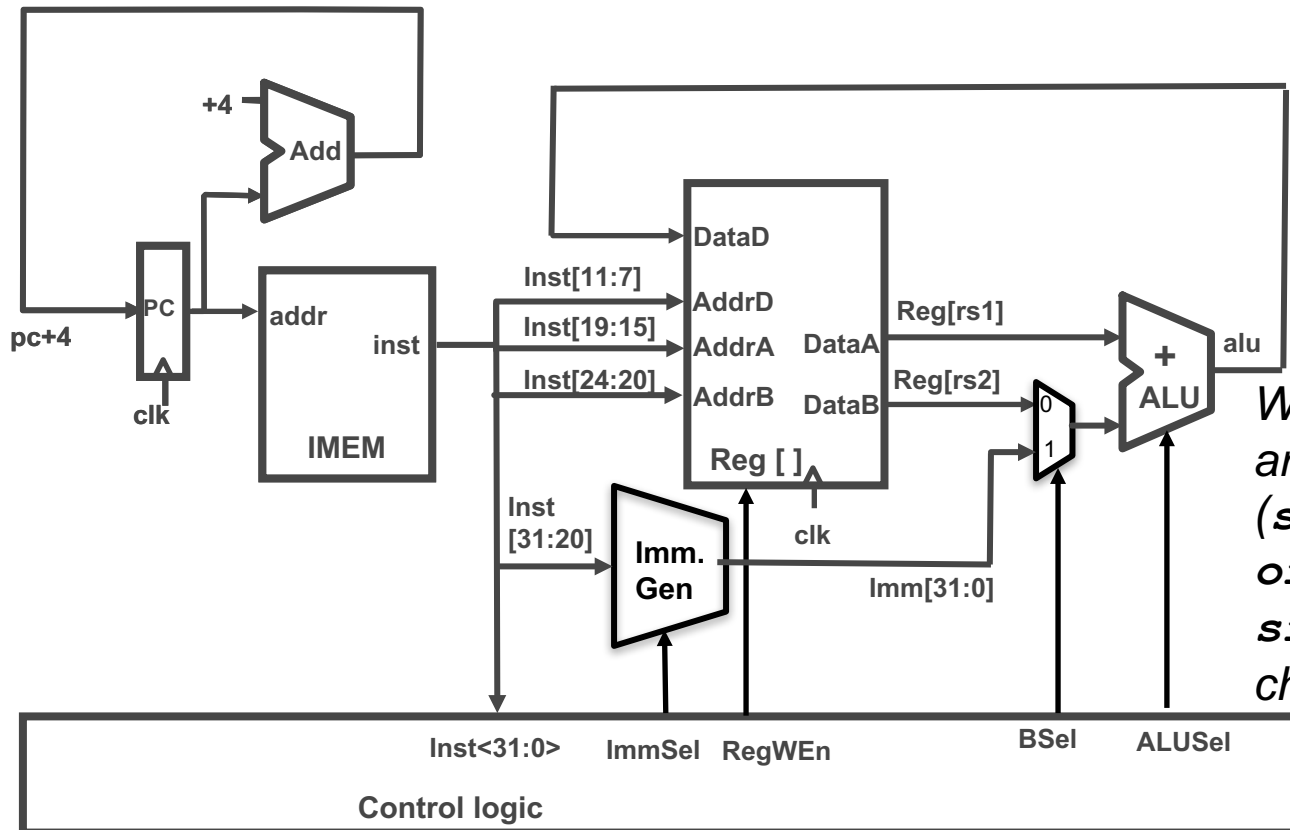 +4
Add
DataD
Inst[11:7]
PC
addr
AddrD
Reg[rs1]
Inst[19:15]
pc+4
inst
AddrA
DataA
+
alu
Reg[rs2]
Inst[24:20]
AddrB
DataB
0
ALU
clk
IMEM
1
Reg [ ]
Inst
[31:20]
clk
Imm.
Gen
Imm[31:0]
Inst<31:0>
ImmSel
RegWEn
BSel
ALUSel
Control logic